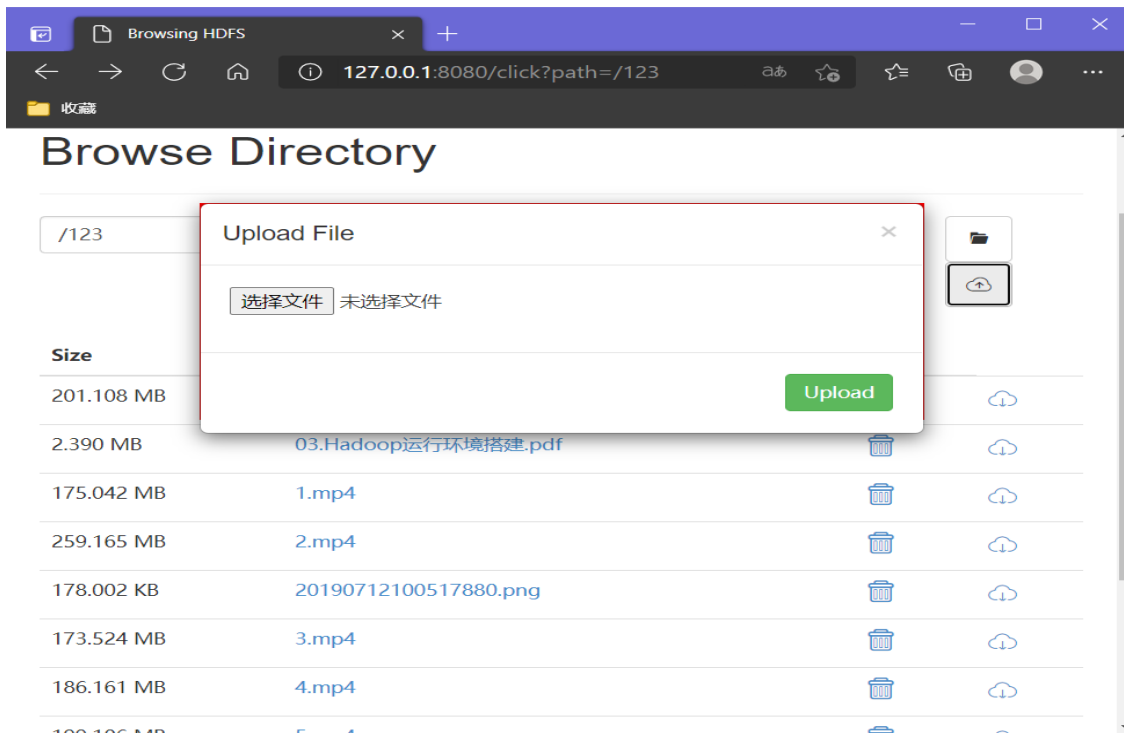 Browsing HDFS
127.0.0.1:8080/click?path=/123
aあ
收藏
Browse Directory
/123
Upload File
选择文件 未选择文件
Upload
Size
201.108 MB
2.390 MB 03.Hadoop运行环境搭建.pdf
175.042 MB 1.mp4
259.165 MB 2.mp4
178.002 KB 20190712100517880.png
173.524 MB 3.mp4
186.161 MB 4.mp4